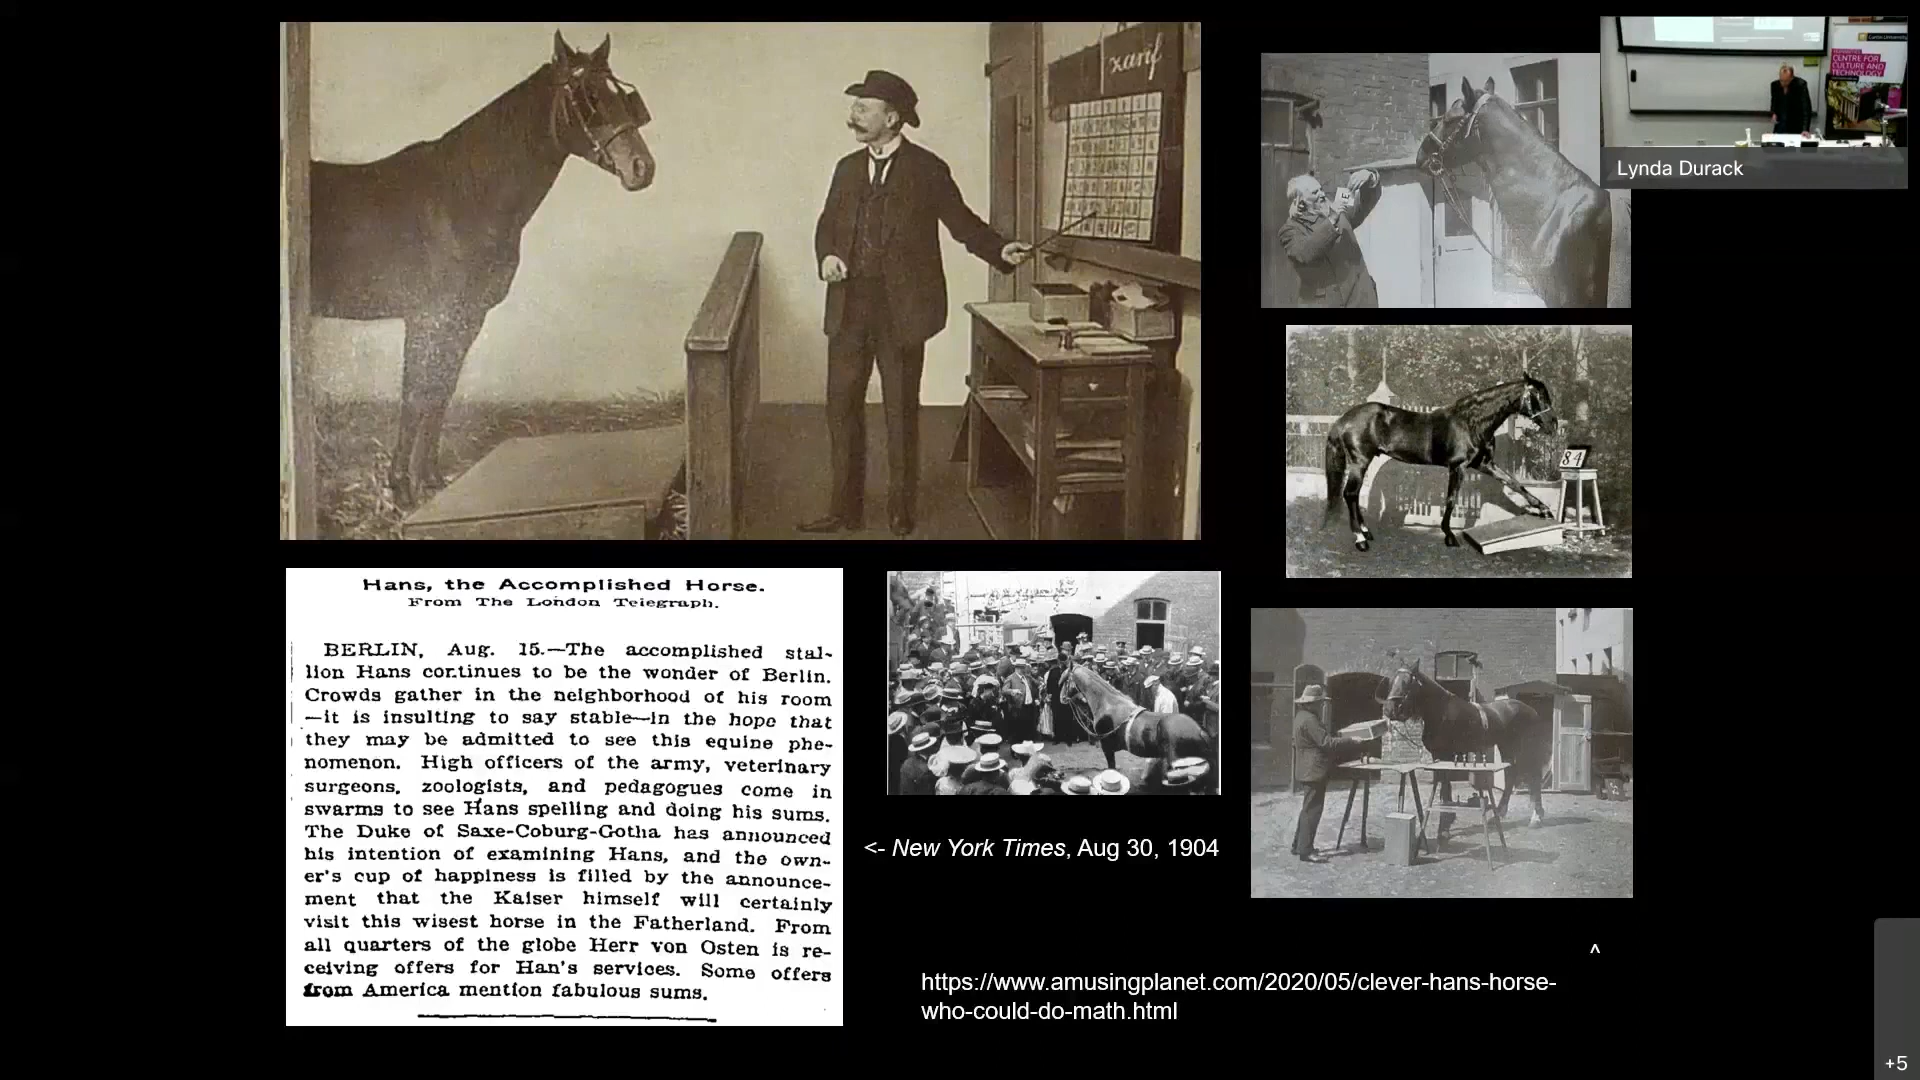 zarif
E
84
Hans, the Accomplished Horse.
From The London Telegraph.
BERLIN, Aug. 15.—The accomplished stal-
lion Hans continues to be the wonder of Berlin.
Crowds gather in the neighborhood of his room
—it is insulting to say stable—in the hope that
they may be admitted to see this equine phe-
nomenon. High officers of the army, veterinary
surgeons, zoologists, and pedagogues come in
swarms to see Hans spelling and doing his sums.
The Duke of Saxe-Coburg-Gotha has announced
his intention of examining Hans, and the own-
er's cup of happiness is filled by the announce-
ment that the Kaiser himself will certainly
visit this wisest horse in the Fatherland. From
all quarters of the globe Herr von Osten is re-
ceiving offers for Han's services. Some offers
from America mention fabulous sums.
<- New York Times, Aug 30, 1904
^
https://www.amusingplanet.com/2020/05/clever-hans-horse-
who-could-do-math.html
Curtin University
CENTRE FOR
CULTURE AND
TECHNOLOGY
Lynda Durack
+5